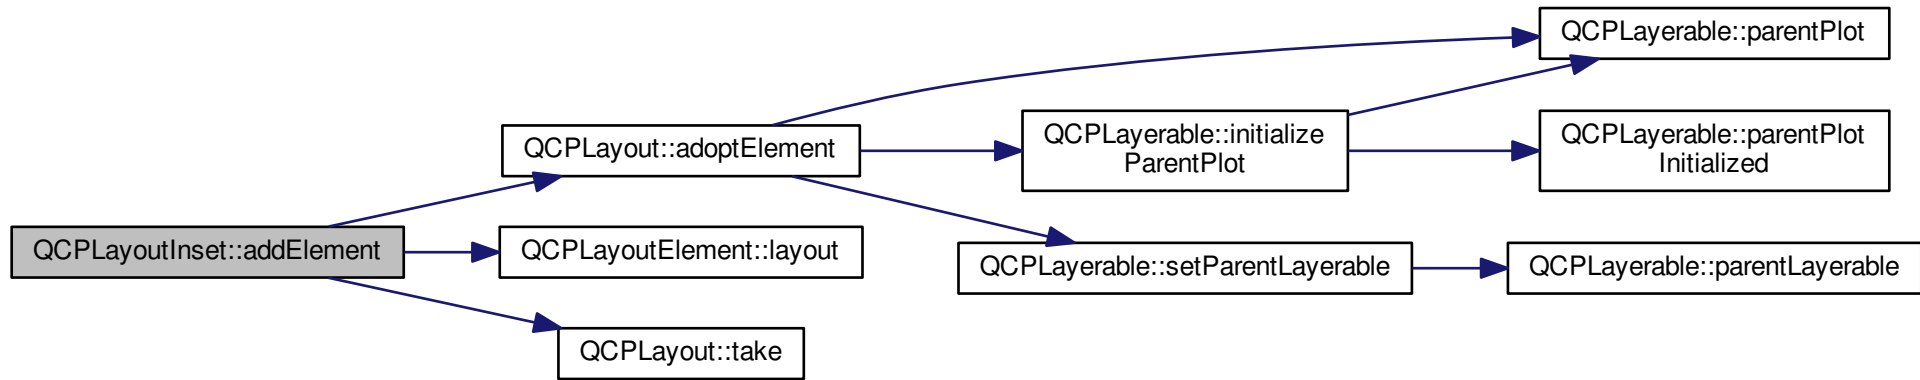 QCPLayerable::parentPlot
QCPLayout::adoptElement
QCPLayerable::initialize
ParentPlot
QCPLayerable::parentPlot
Initialized
QCPLayoutInset::addElement
QCPLayoutElement::layout
QCPLayerable::setParentLayerable
QCPLayerable::parentLayerable
QCPLayout::take